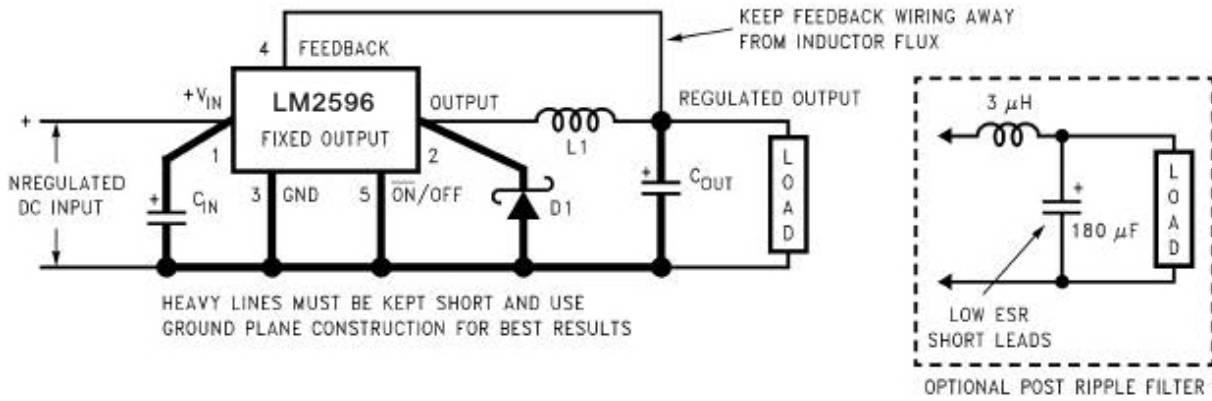 KEEP FEEDBACK WIRING AWAY
FROM INDUCTOR FLUX
4 FEEDBACK
+VIN
LM2596
FIXED OUTPUT
OUTPUT
REGULATED OUTPUT
+
1
2
L1
NREGULATED
DC INPUT
+
CIN
3 GND
5 ON/OFF
D1
+
COUT
LOAD
3 µH
+
180 µF
LOAD
LOW ESR
SHORT LEADS
HEAVY LINES MUST BE KEPT SHORT AND USE
GROUND PLANE CONSTRUCTION FOR BEST RESULTS
OPTIONAL POST RIPPLE FILTER